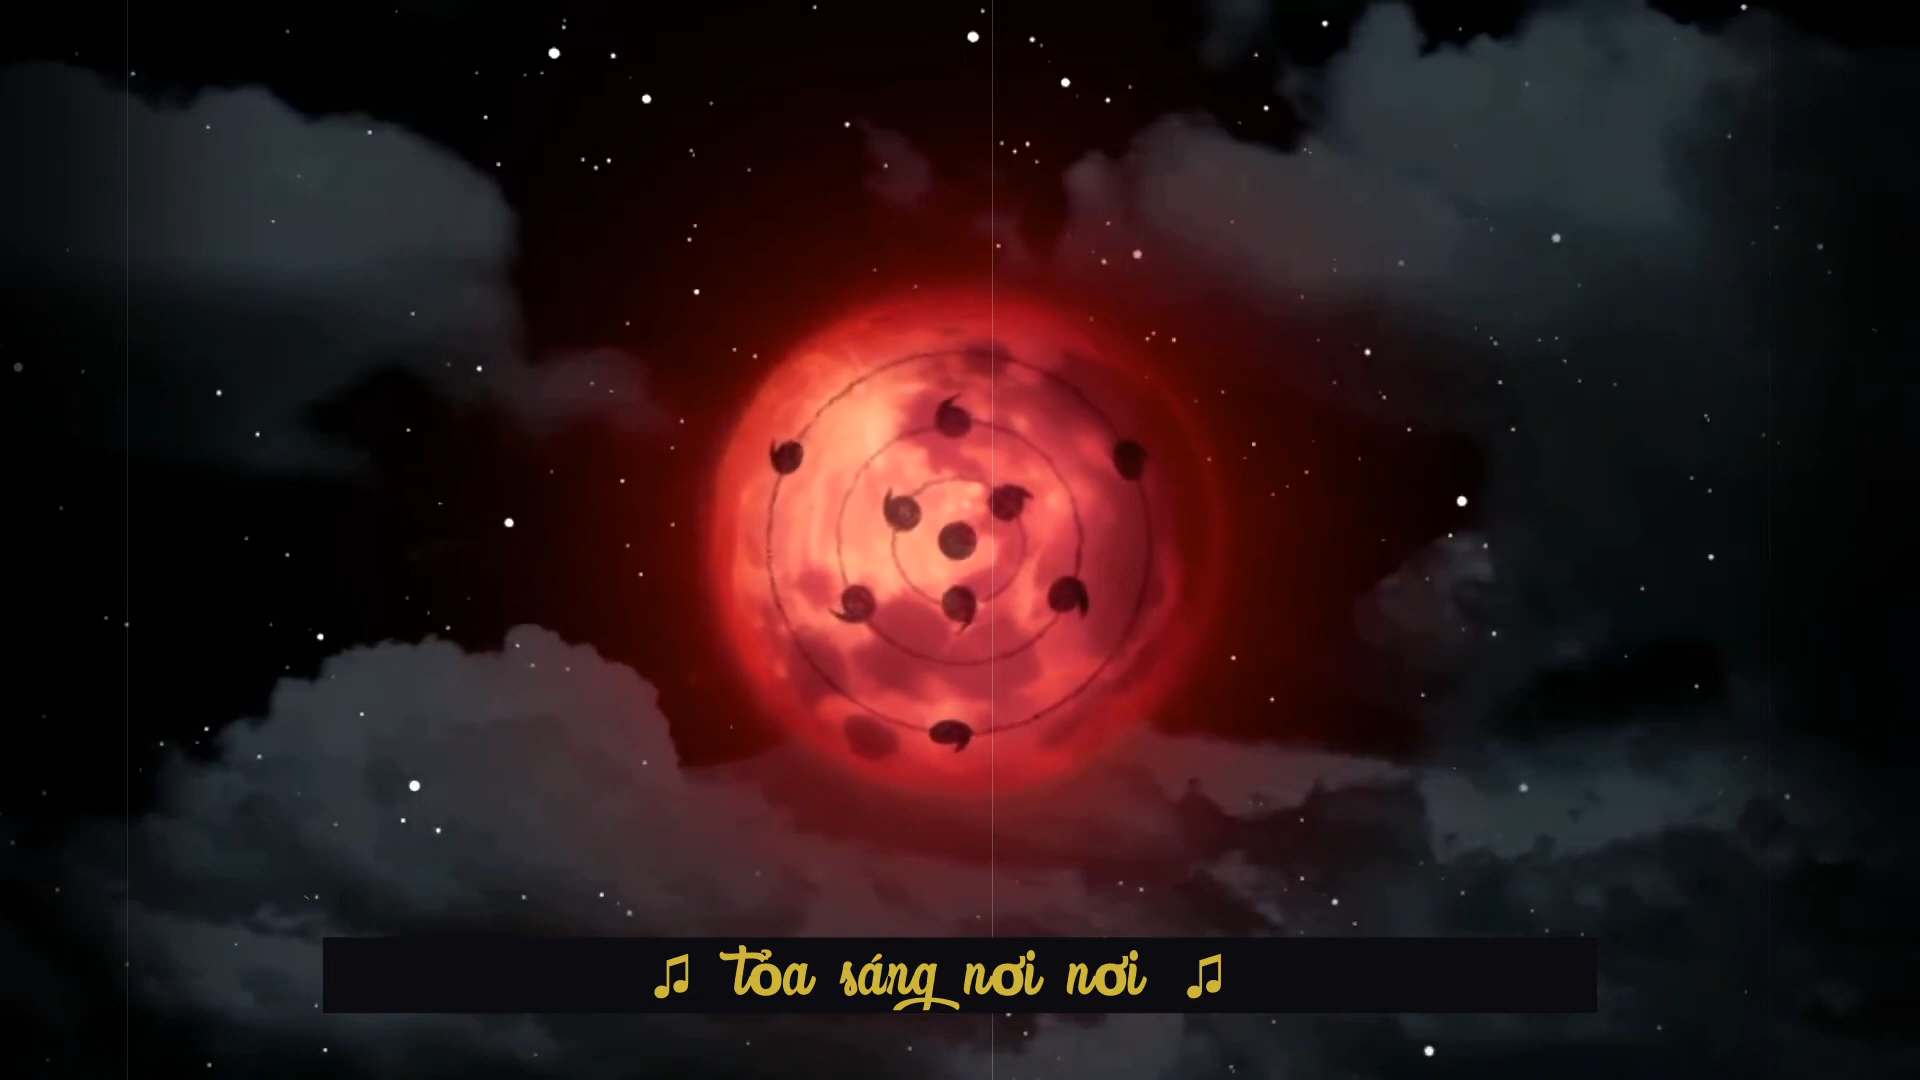 ♫ tỏa sáng nơi nơi ♫